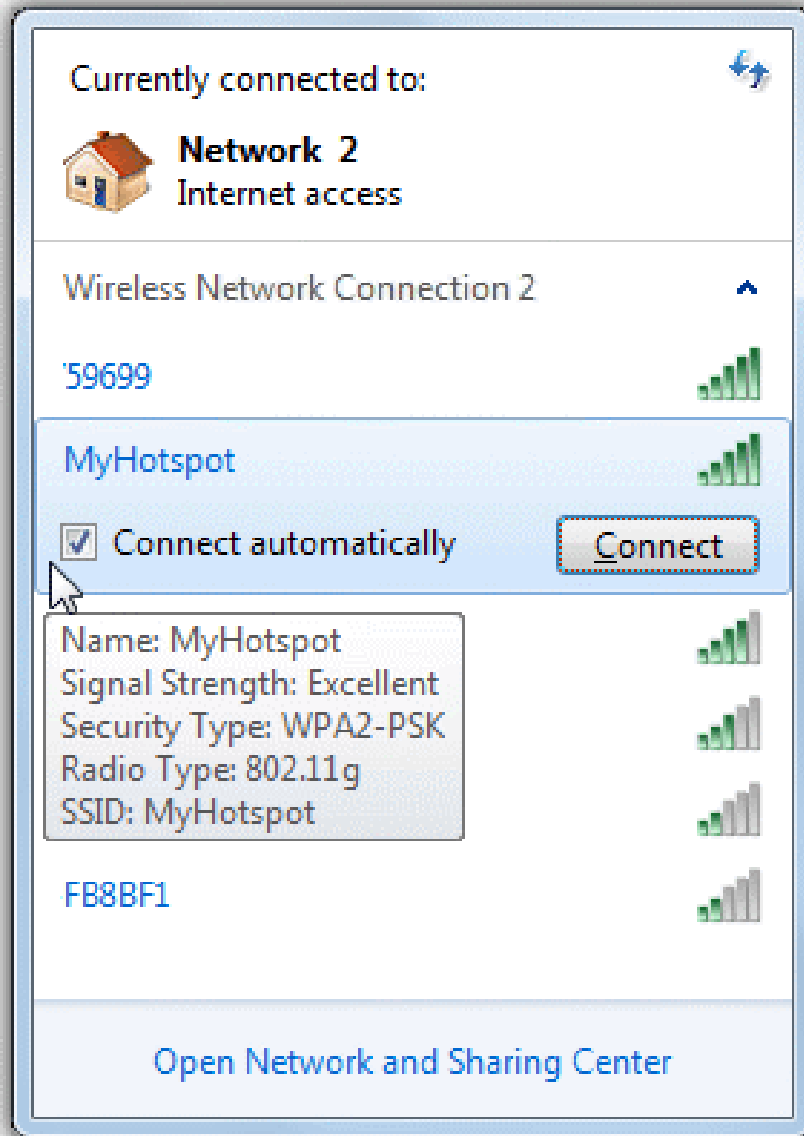 Currently connected to:
Network 2
Internet access
Wireless Network Connection 2
'59699
MyHotspot
Connect automatically
Connect
Name: MyHotspot
Signal Strength: Excellent
Security Type: WPA2-PSK
Radio Type: 802.11g
SSID: MyHotspot
FB8BF1
Open Network and Sharing Center